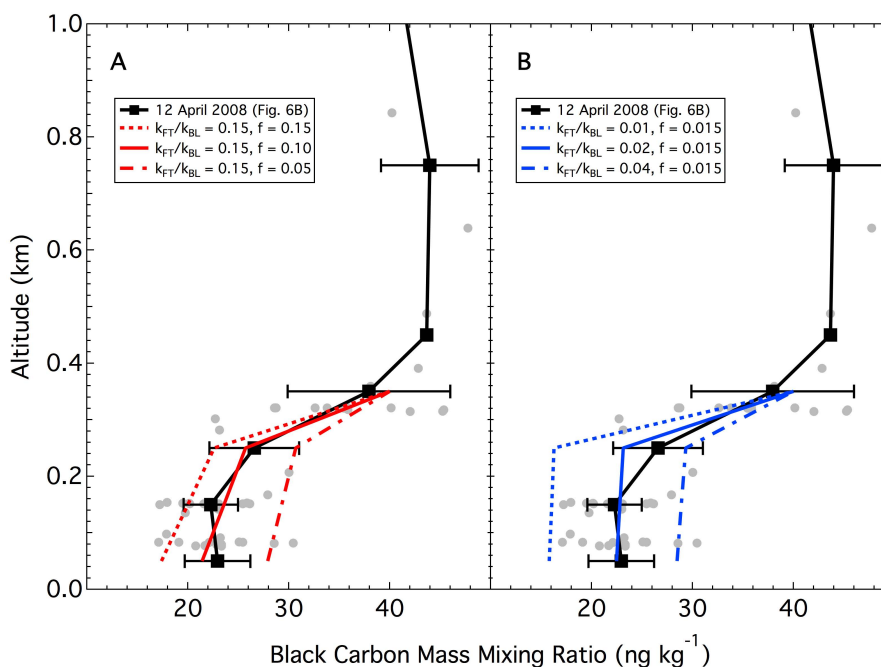 A
12 April 2008 (Fig. 6B)
kFT/kBL = 0.15, f = 0.15
kFT/kBL = 0.15, f = 0.10
kFT/kBL = 0.15, f = 0.05
B
12 April 2008 (Fig. 6B)
kFT/kBL = 0.01, f = 0.015
kFT/kBL = 0.02, f = 0.015
kFT/kBL = 0.04, f = 0.015
Altitude (km)
1.0
0.8
0.6
0.4
0.2
0.0
20 30 40 20 30 40
Black Carbon Mass Mixing Ratio (ng kg⁻¹)